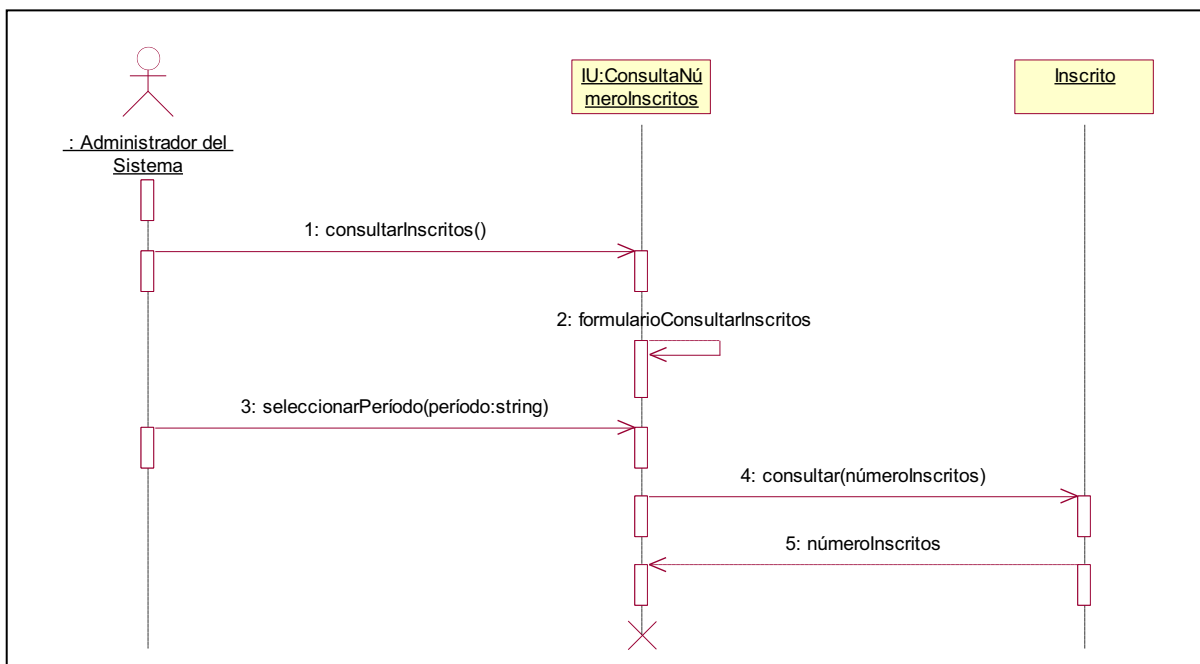 : Administrador del
Sistema
IU:ConsultaNú
meroInscritos
Inscrito
1: consultarInscritos()
2: formularioConsultarInscritos
3: seleccionarPeríodo(período:string)
4: consultar(númeroInscritos)
5: númeroInscritos